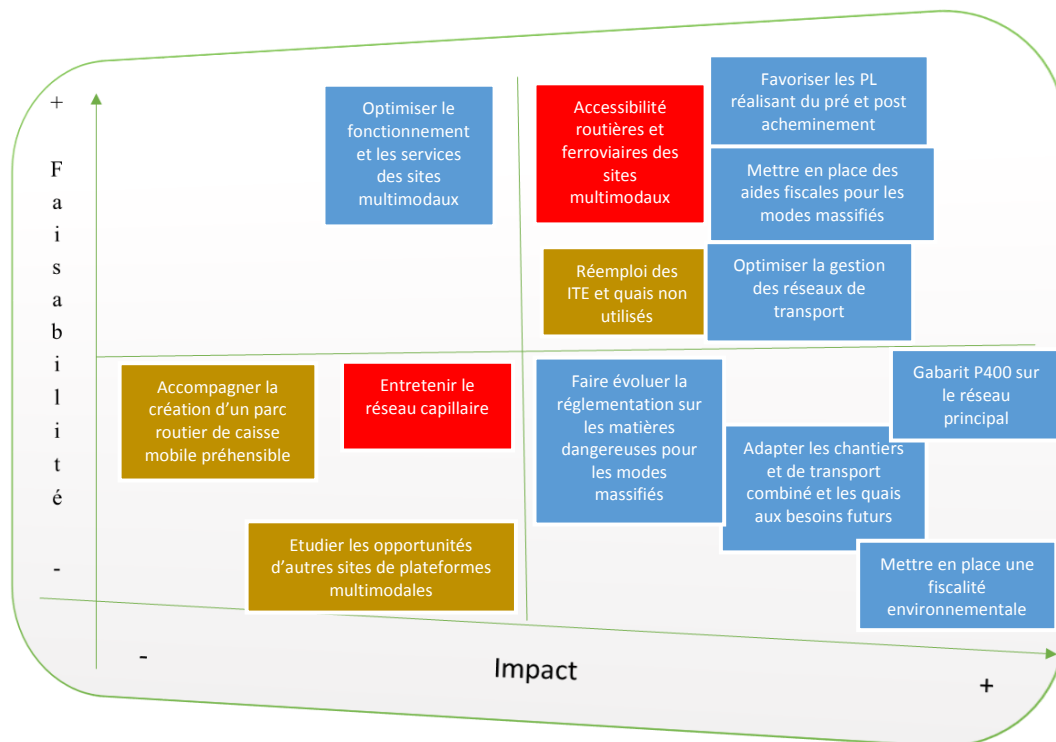 +
Faisabilité
-
Optimiser le
fonctionnement
et les services
des sites
multimodaux
Accessibilité
routières et
ferroviaires des
sites
multimodaux
Favoriser les PL
réalisant du pré et post
acheminement
Mettre en place des
aides fiscales pour les
modes massifiés
Réemploi des
ITE et quais non
utilisés
Optimiser la gestion
des réseaux de
transport
Accompagner la
création d’un parc
routier de caisse
mobile préhensible
Entretenir le
réseau capillaire
Faire évoluer la
réglementation sur
les matières
dangereuses pour
les modes
massifiés
Gabarit P400 sur
le réseau
principal
Adapter les chantiers
et de transport
combiné et les quais
aux besoins futurs
Etudier les opportunités
d’autres sites de plateformes
multimodales
Mettre en place une
fiscalité
environnementale
-
Impact
+